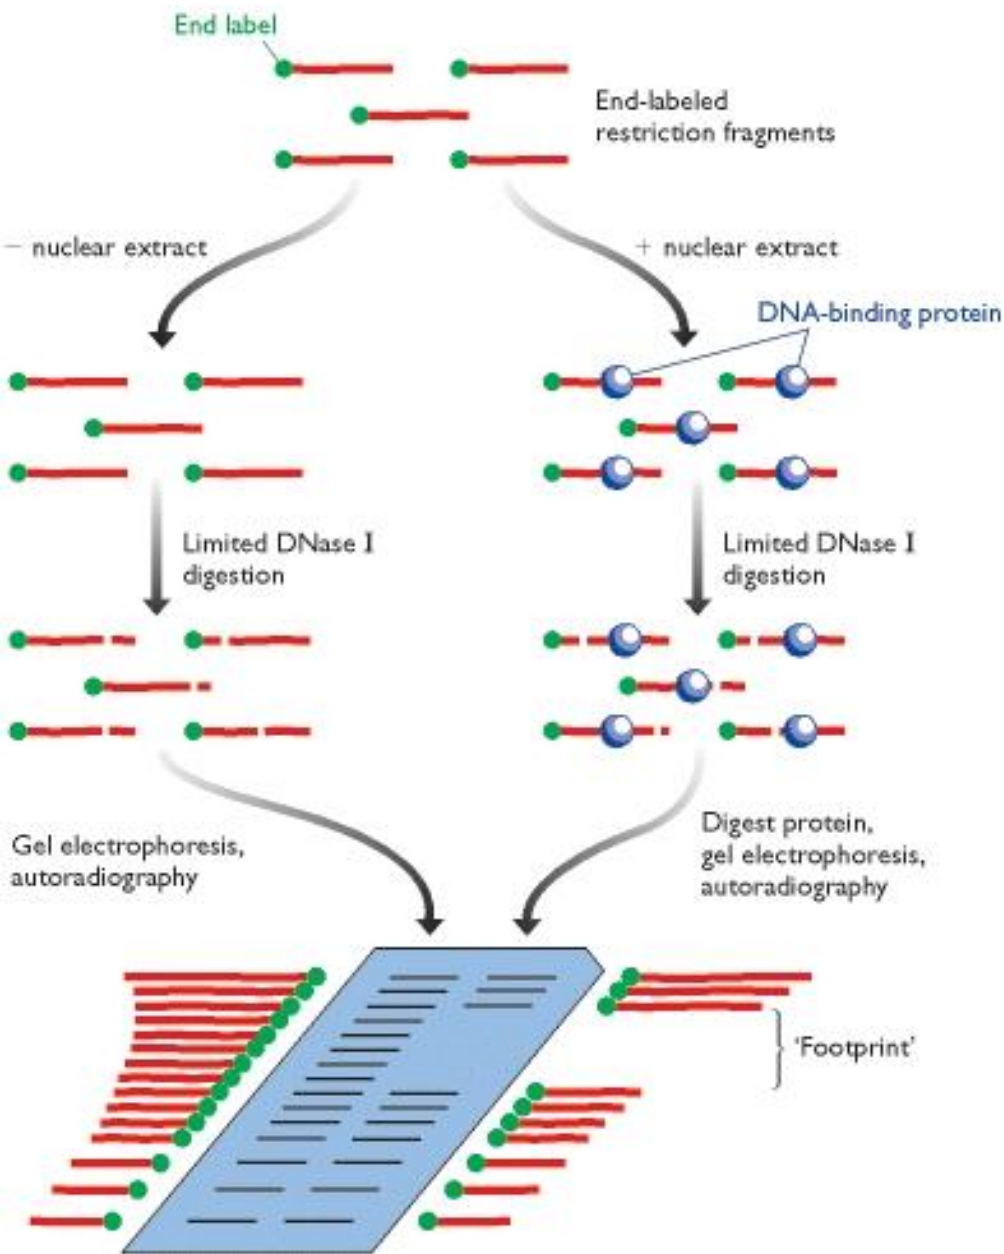 End label
End-labeled
restriction fragments
− nuclear extract
+ nuclear extract
DNA-binding protein
Limited DNase I
digestion
Limited DNase I
digestion
Gel electrophoresis,
autoradiography
Digest protein,
gel electrophoresis,
autoradiography
'Footprint'